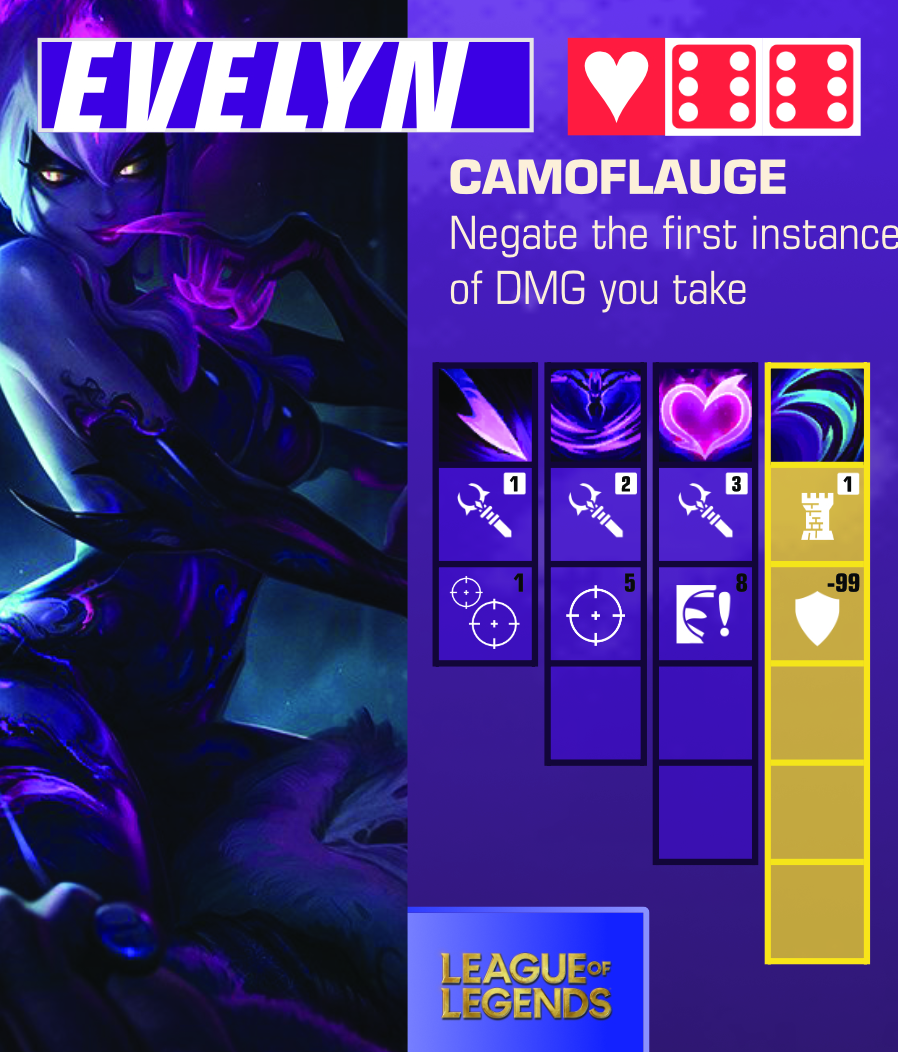 EVELYN
CAMOFLAUGE
Negate the first instance
of DMG you take
1 2 3 1
1 5 8 -99
LEAGUE OF
LEGENDS